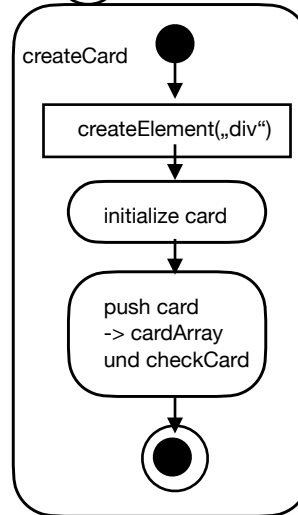 createCard
createElement(„div“)
initialize card
push card
-> cardArray
und checkCard